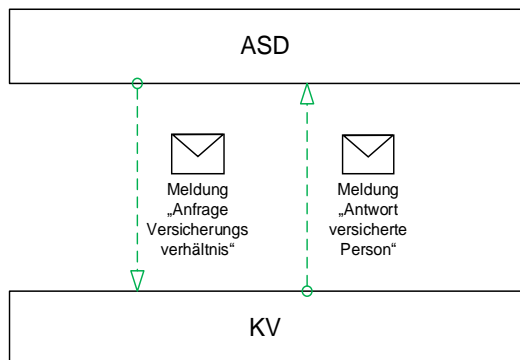 ASD
Meldung
„Anfrage
Versicherungs
verhältnis“
Meldung
„Antwort
versicherte
Person“
KV